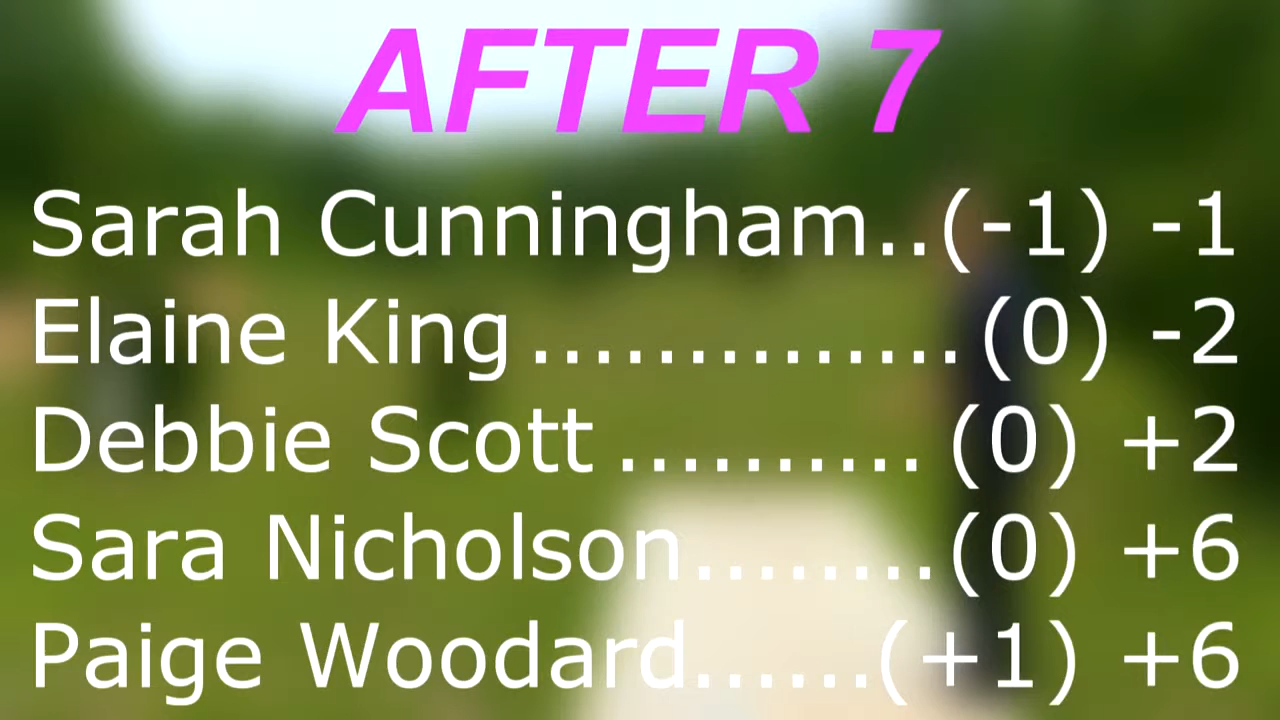 AFTER 7
Sarah Cunningham..(-1) -1
Elaine King..............(0) -2
Debbie Scott..........(0) +2
Sara Nicholson........(0) +6
Paige Woodard......(+1) +6